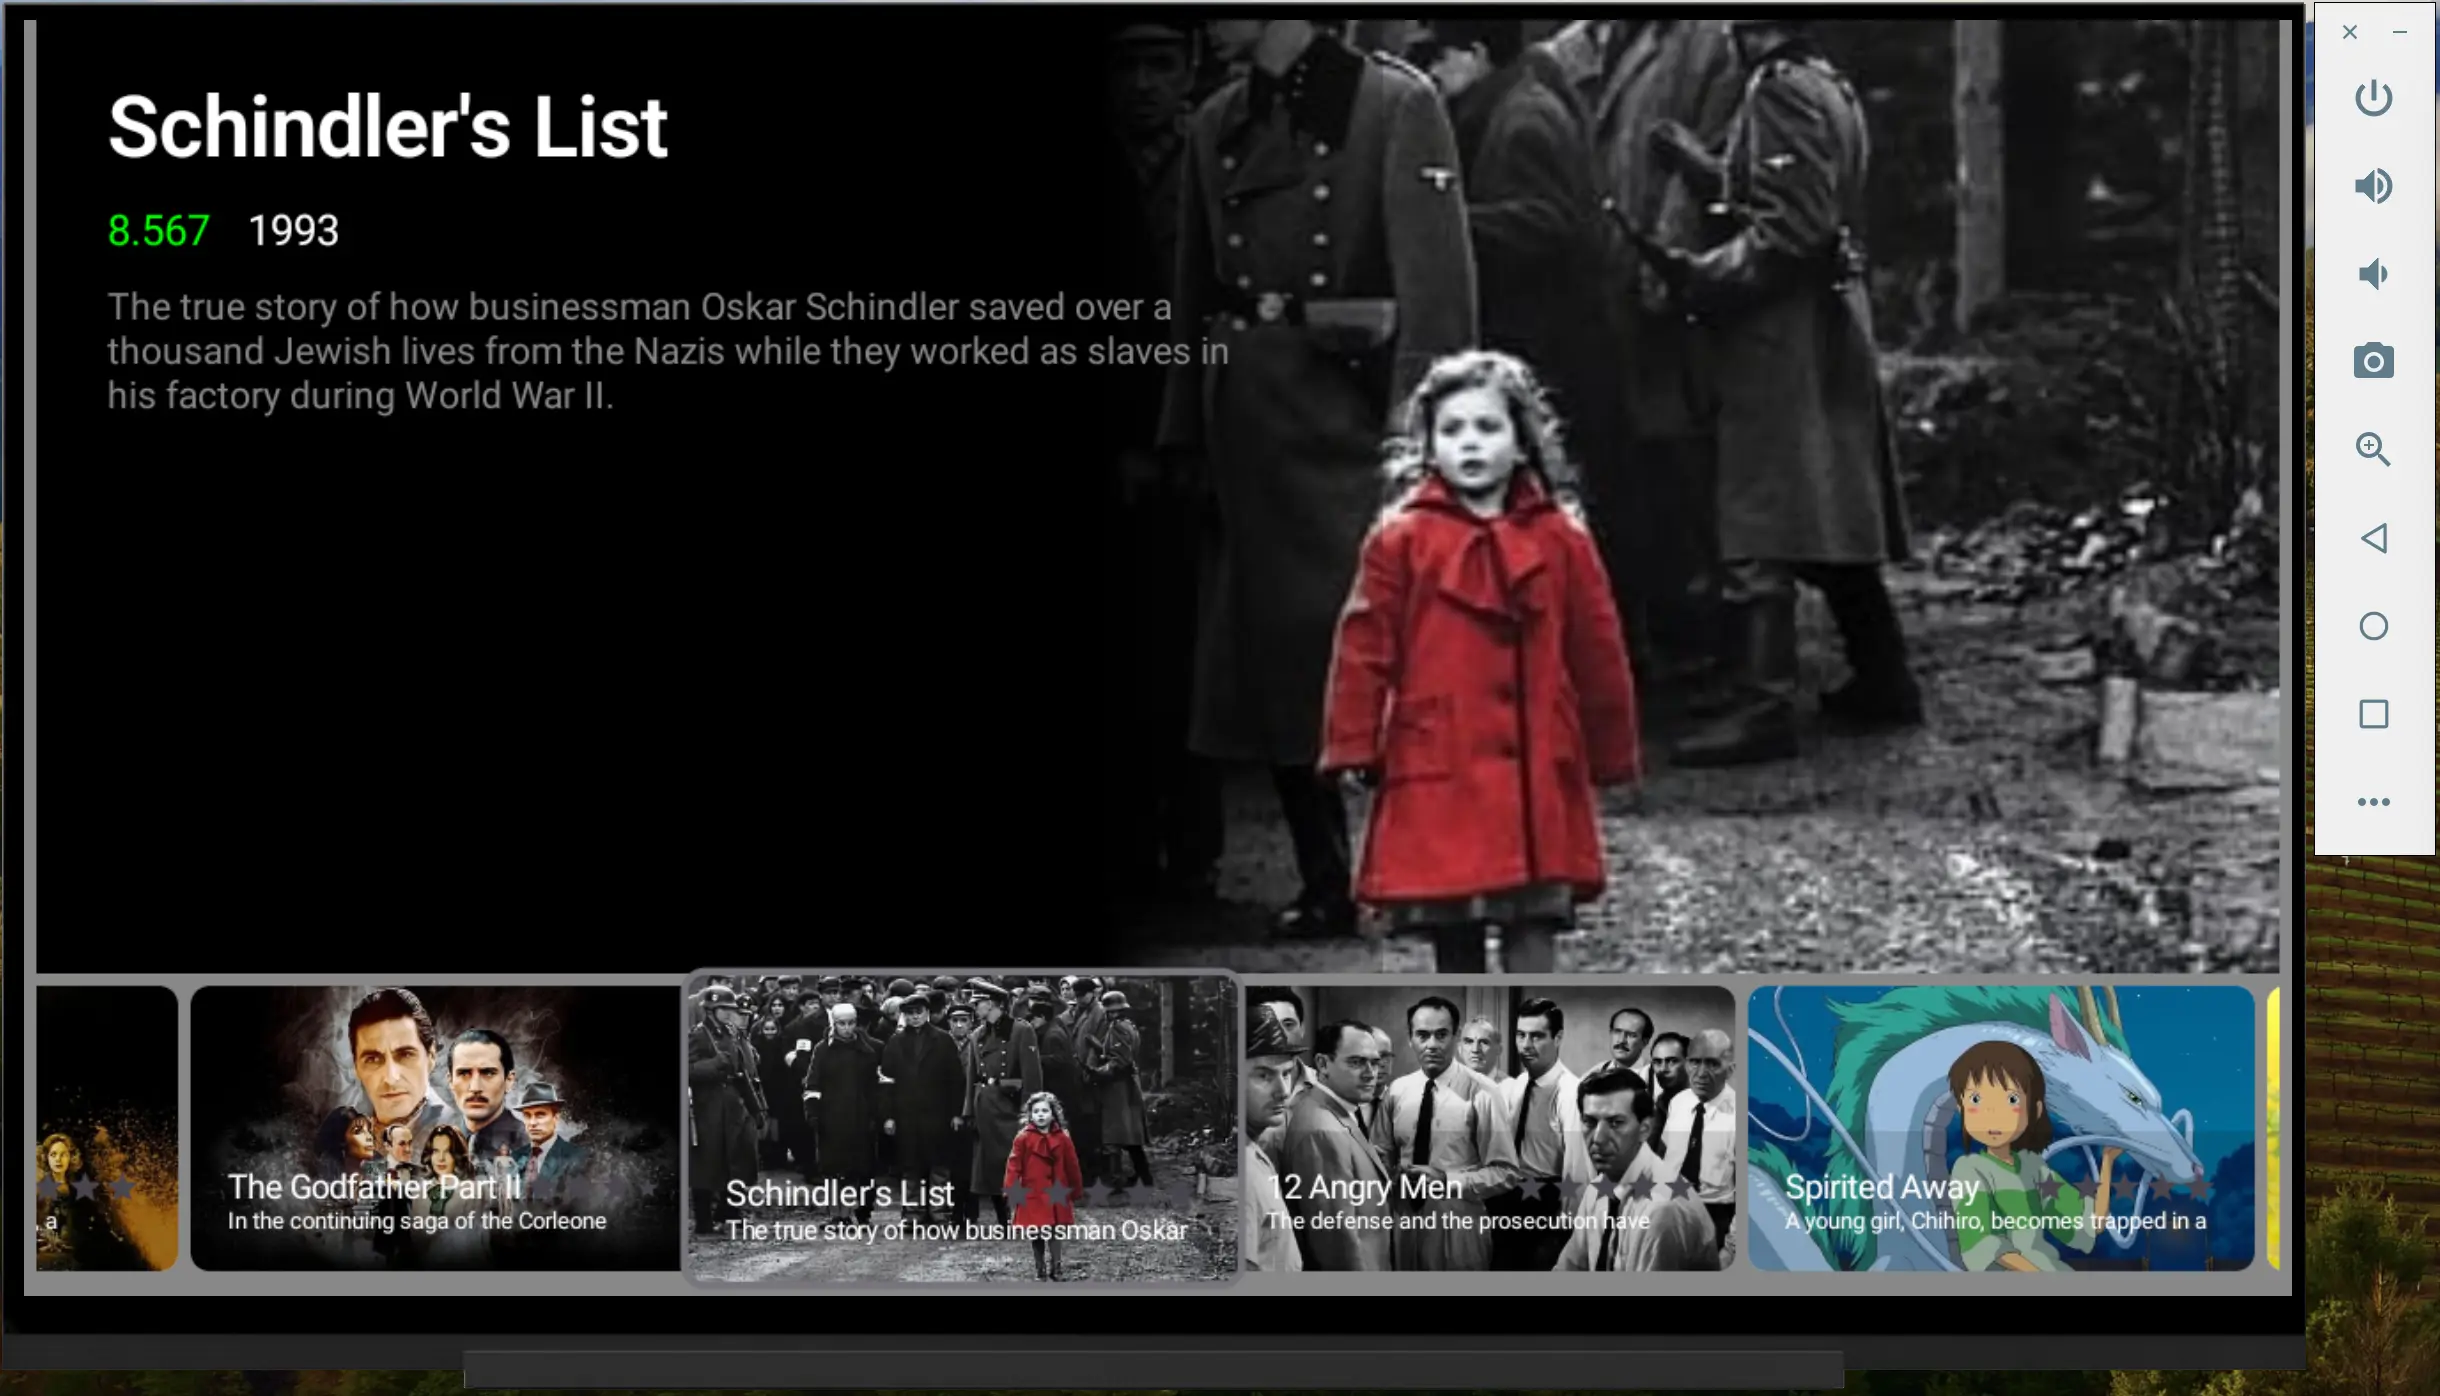 Schindler's List
8.567 1993
The true story of how businessman Oskar Schindler saved over a
thousand Jewish lives from the Nazis while they worked as slaves in
his factory during World War II.
a
The Godfather Part II
In the continuing saga of the Corleone
Schindler's List
The true story of how businessman Oskar
12 Angry Men
The defense and the prosecution have
Spirited Away
A young girl, Chihiro, becomes trapped in a